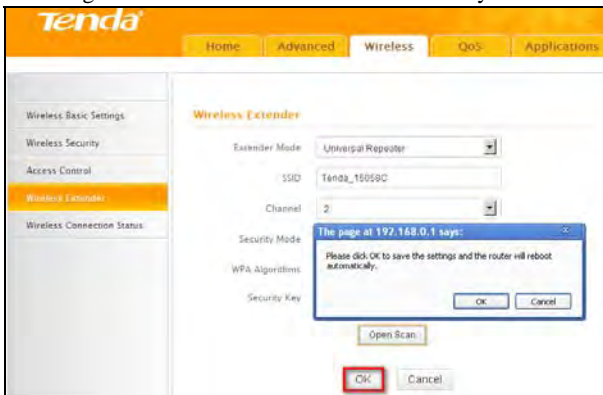 Tenda
Home Advanced Wireless QoS Applications
Wireless Basic Settings
Wireless Security
Access Control
Wireless Extender
Wireless Connection Status
Wireless Extender
Extender Mode Universal Repeater
SSID Tenda_15058C
Channel 2
Security Mode
WPA Algorithms
Security Key
The page at 192.168.0.1 says:
Please click OK to save the settings and the router will reboot
automatically.
OK Cancel
Open Scan
OK Cancel